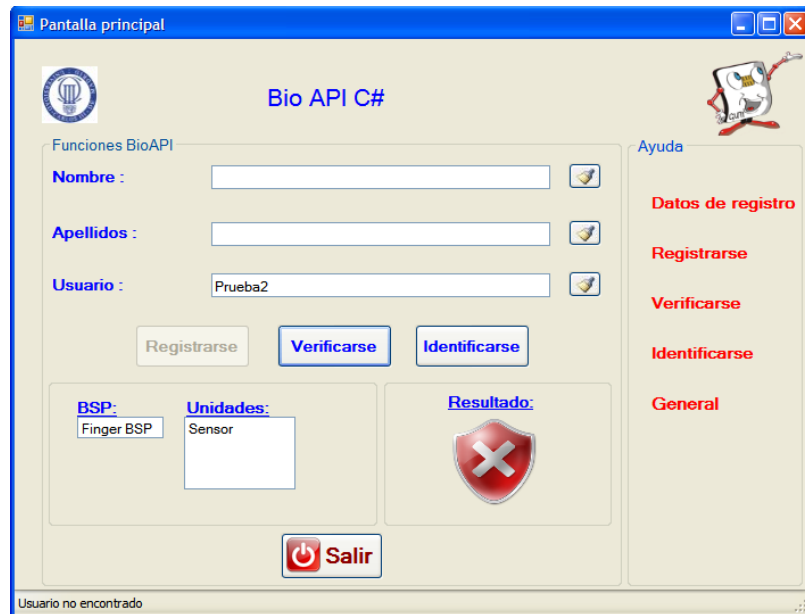 Pantalla principal
Bio API C#
Funciones BioAPI
Nombre :
Apellidos :
Usuario :
Prueba2
Registrarse
Verificarse
Identificarse
BSP:
Finger BSP
Unidades:
Sensor
Resultado:
Salir
Ayuda
Datos de registro
Registrarse
Verificarse
Identificarse
General
Usuario no encontrado